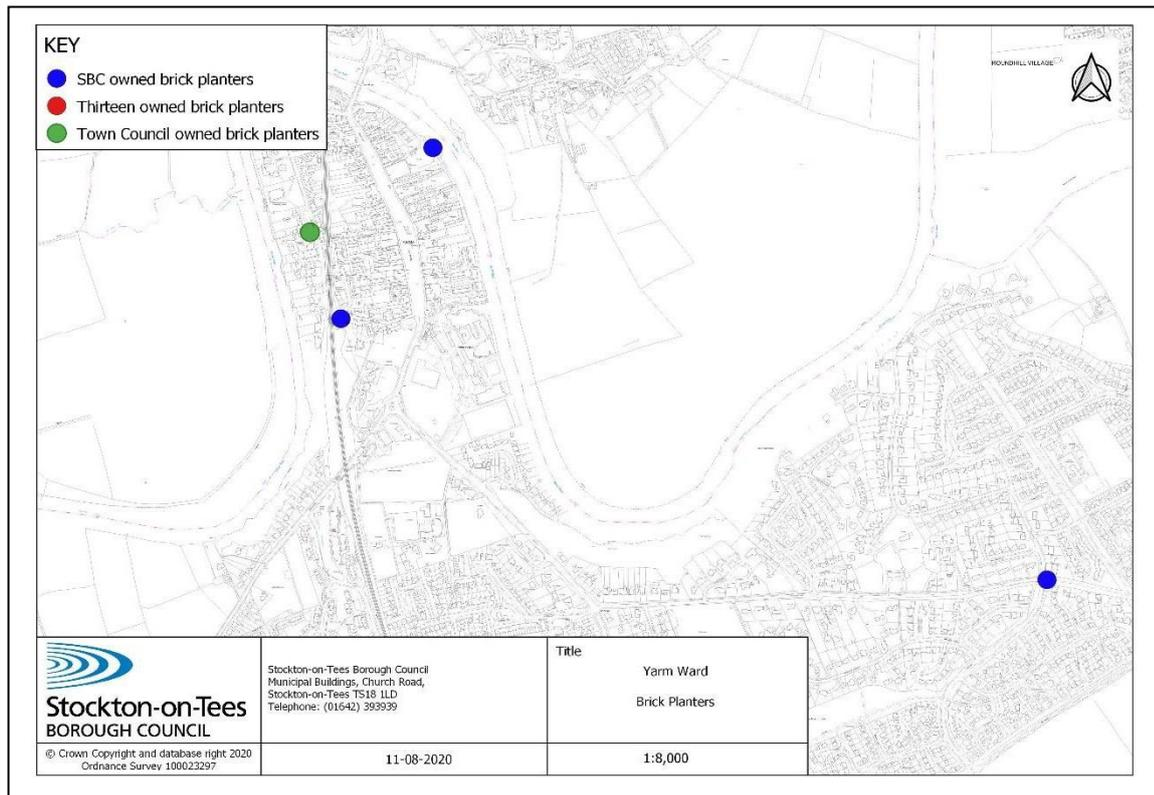 KEY
SBC owned brick planters
Thirteen owned brick planters
Town Council owned brick planters
ROUNDHILL VILLAGE
Stockton-on-Tees
BOROUGH COUNCIL
© Crown Copyright and database right 2020
Ordnance Survey 100023297
Stockton-on-Tees Borough Council
Municipal Buildings, Church Road,
Stockton-on-Tees TS18 1LD
Telephone: (01642) 393939
11-08-2020
Title
Yarm Ward
Brick Planters
1:8,000